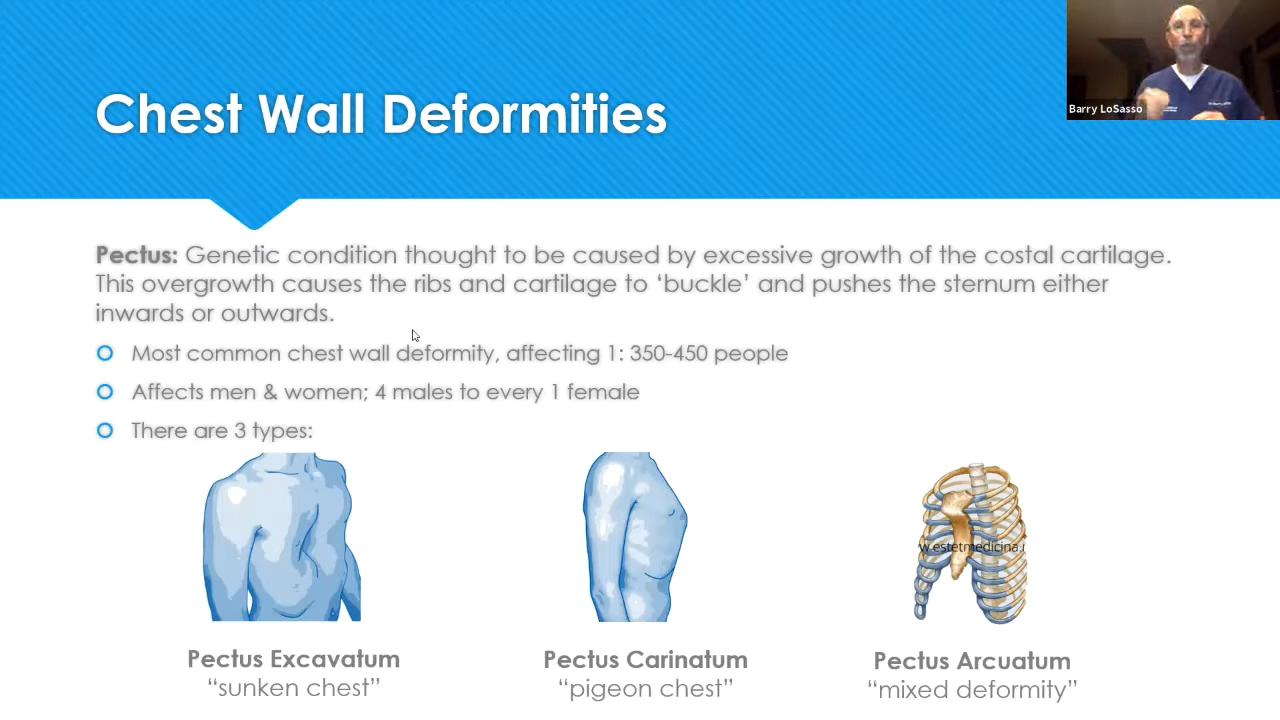 Chest Wall Deformities
Barry LoSasso
Pectus: Genetic condition thought to be caused by excessive growth of the costal cartilage.
This overgrowth causes the ribs and cartilage to ‘buckle’ and pushes the sternum either
inwards or outwards.
Most common chest wall deformity, affecting 1: 350-450 people
Affects men & women; 4 males to every 1 female
There are 3 types:
w.estetmedicina.r
Pectus Excavatum
“sunken chest”
Pectus Carinatum
“pigeon chest”
Pectus Arcuatum
“mixed deformity”